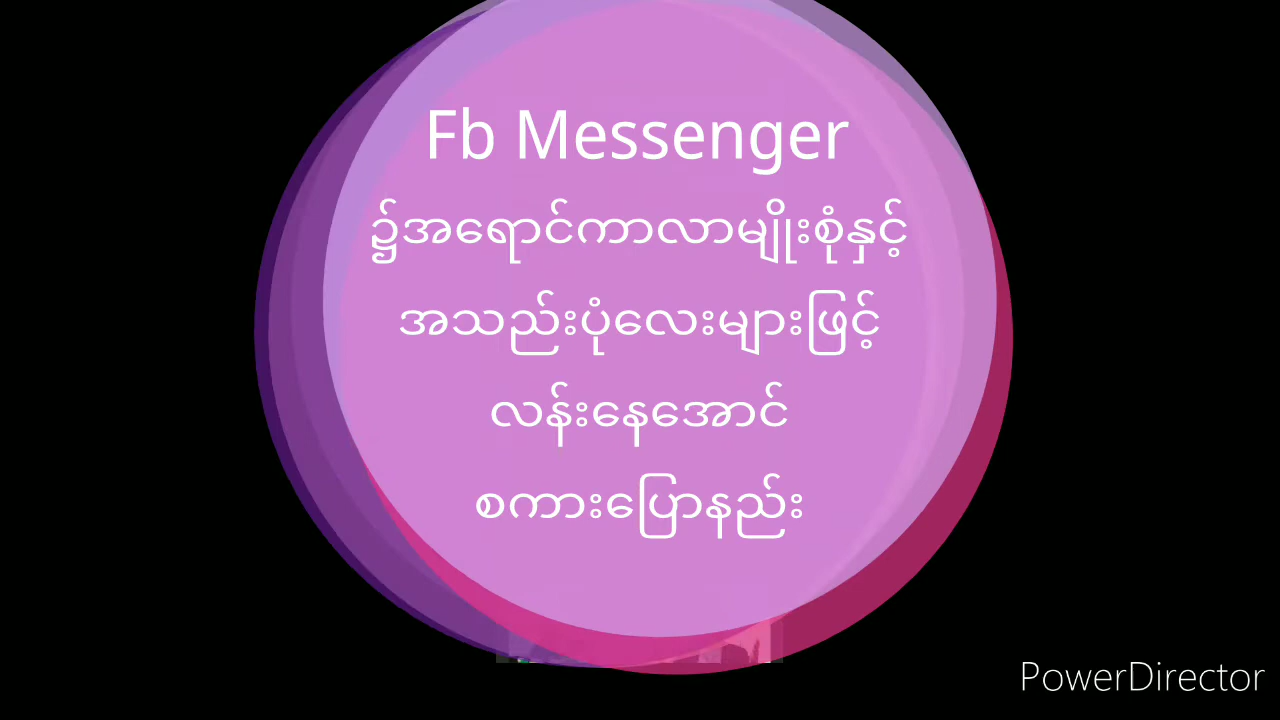 Fb Messenger
၌အရောင်ကာလာမျိုးစုံနှင့်
အသည်းပုံလေးများဖြင့်
လန်းနေအောင်
စကားပြောနည်း
PowerDirector